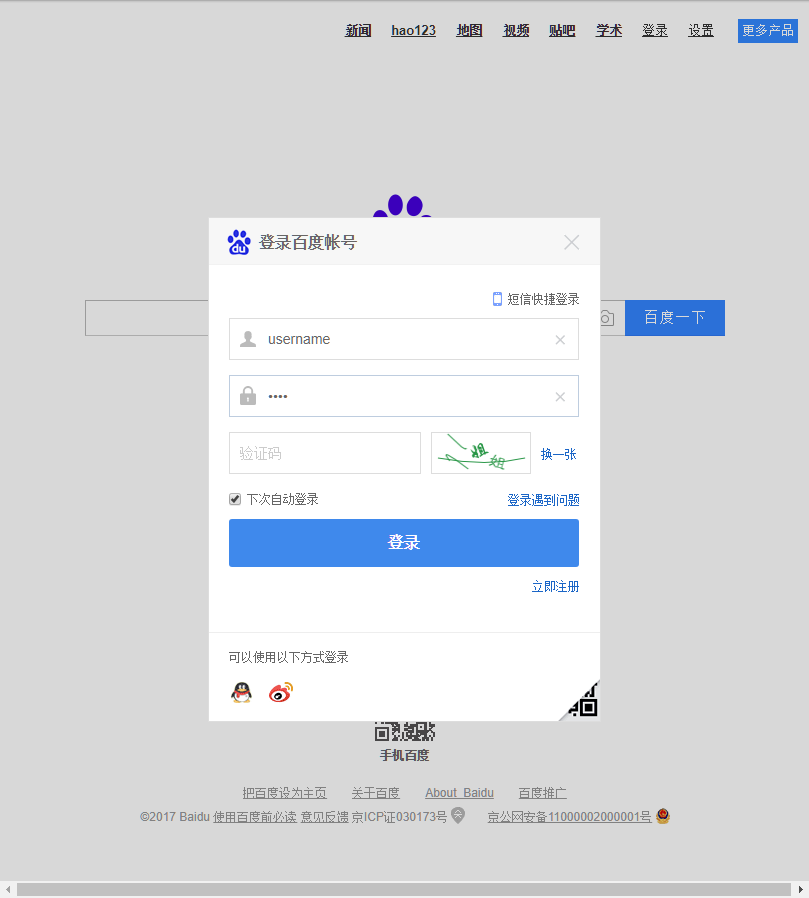 新闻 hao123 地图 视频 贴吧 学术 登录 设置 更多产品
du 登录百度帐号
短信快捷登录
百度一下
username
••••
验证码 姐姐 换一张
下次自动登录 登录遇到问题
登录
立即注册
可以使用以下方式登录
手机百度
把百度设为主页 关于百度 About Baidu 百度推广
©2017 Baidu 使用百度前必读 意见反馈 京ICP证030173号 京公网安备11000002000001号